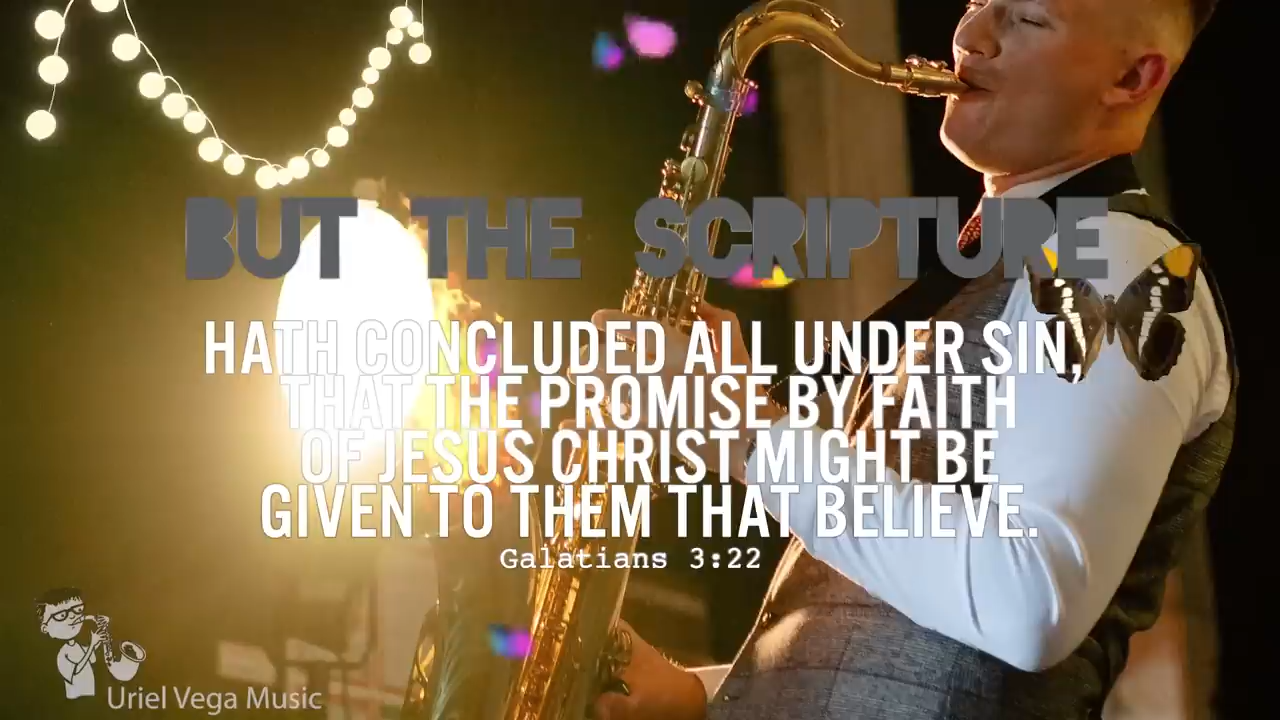 BUT THE SCRIPTURE
HATH CONCLUDED ALL UNDER SIN,
THAT THE PROMISE BY FAITH
OF JESUS CHRIST MIGHT BE
GIVEN TO THEM THAT BELIEVE.
Galatians 3:22
Uriel Vega Music